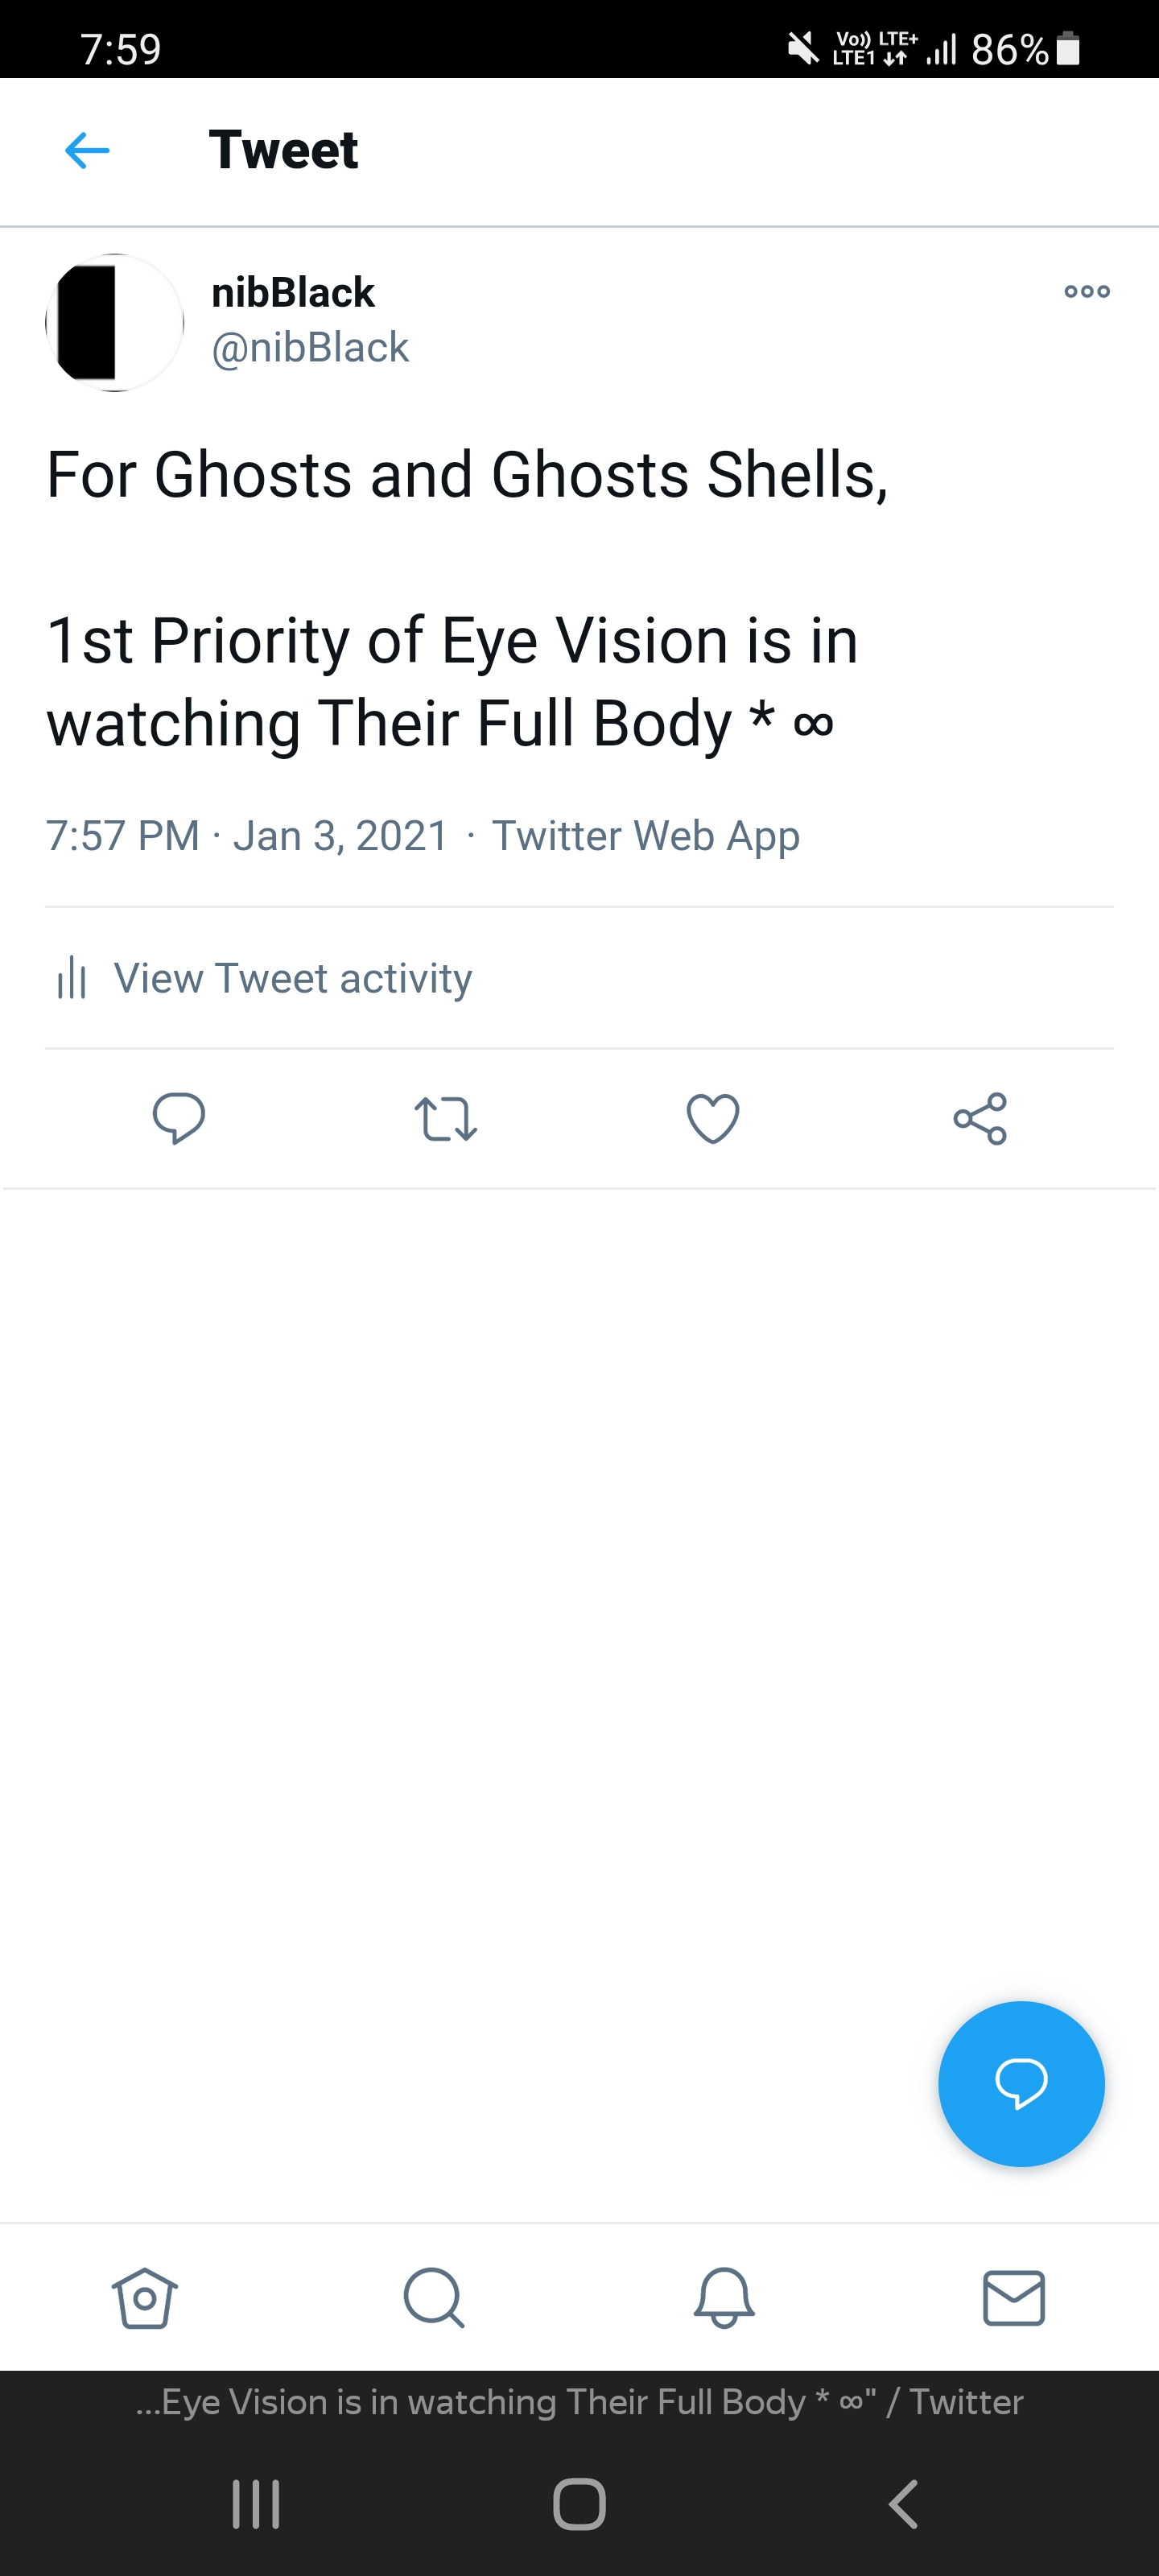 7:59
Vo)) LTE+
LTE1
86%
Tweet
nibBlack
@nibBlack
For Ghosts and Ghosts Shells,
1st Priority of Eye Vision is in
watching Their Full Body * ∞
7:57 PM · Jan 3, 2021 · Twitter Web App
View Tweet activity
...Eye Vision is in watching Their Full Body * ∞" / Twitter